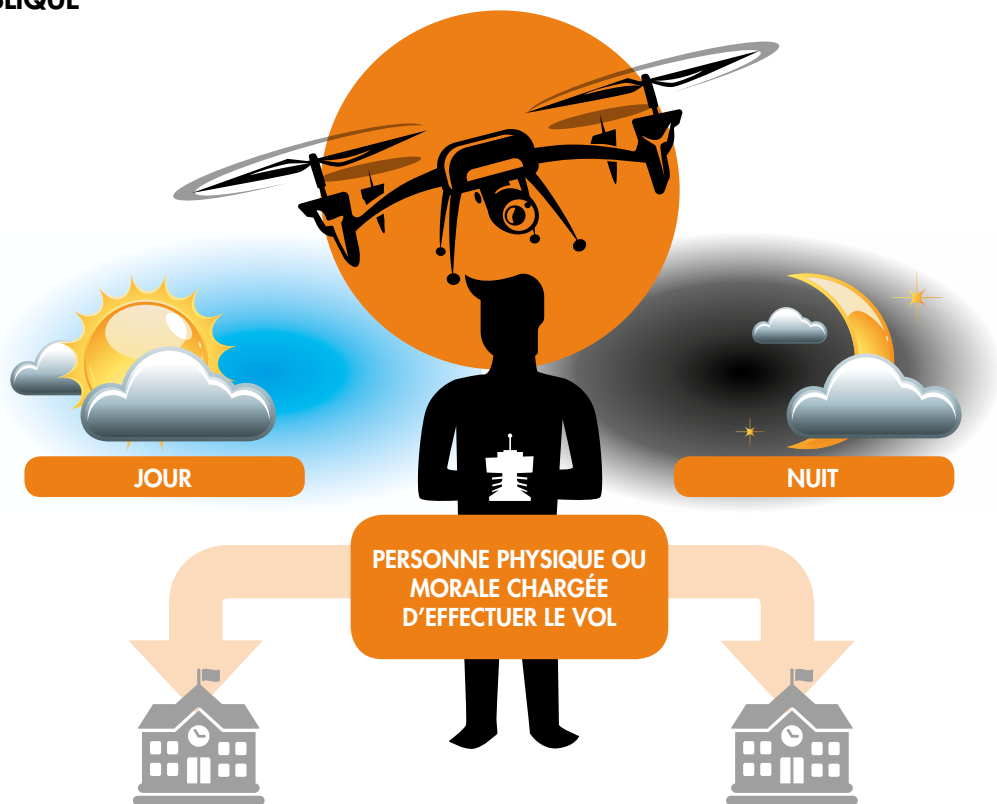 JOUR
NUIT
PERSONNE PHYSIQUE OU
MORALE CHARGÉE
D'EFFECTUER LE VOL